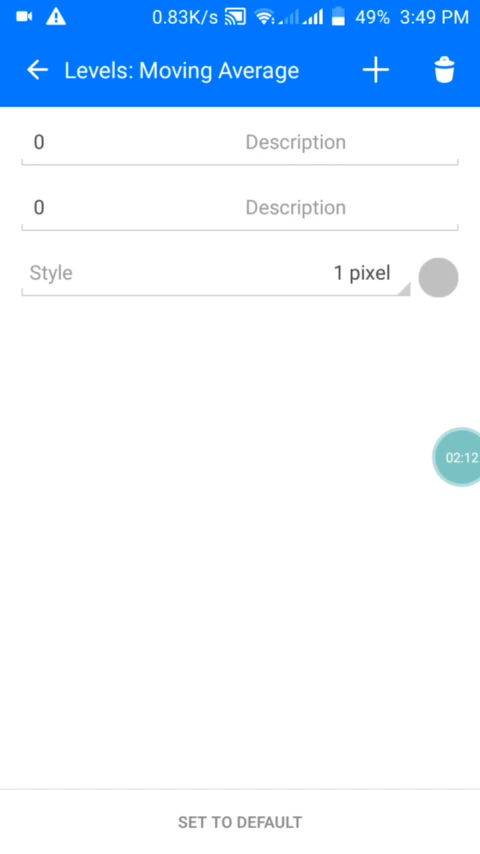 0.83K/s 49% 3:49 PM
Levels: Moving Average
0 Description
0 Description
Style 1 pixel
02:12
SET TO DEFAULT